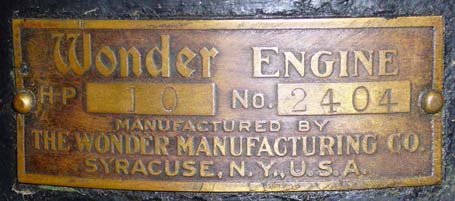 Wonder ENGINE
HP 10 No. 2404
MANUFACTURED BY
THE WONDER MANUFACTURING CO.
SYRACUSE, N.Y., U.S.A.